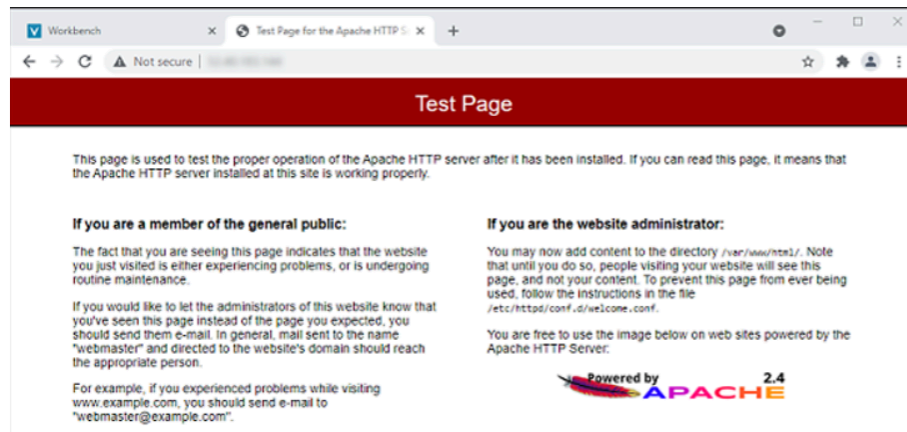 Workbench
Test Page for the Apache HTTP S
Not secure
Test Page
This page is used to test the proper operation of the Apache HTTP server after it has been installed. If you can read this page, it means that
the Apache HTTP server installed at this site is working properly.
If you are a member of the general public:
The fact that you are seeing this page indicates that the website
you just visited is either experiencing problems, or is undergoing
routine maintenance.
If you would like to let the administrators of this website know that
you've seen this page instead of the page you expected, you
should send them e-mail. In general, mail sent to the name
"webmaster" and directed to the website's domain should reach
the appropriate person.
For example, if you experienced problems while visiting
www.example.com, you should send e-mail to
"webmaster@example.com".
If you are the website administrator:
You may now add content to the directory /var/www/html/. Note
that until you do so, people visiting your website will see this
page, and not your content. To prevent this page from ever being
used, follow the instructions in the file
/etc/httpd/conf.d/welcome.conf.
You are free to use the image below on web sites powered by the
Apache HTTP Server:
Powered by 2.4
APACHE